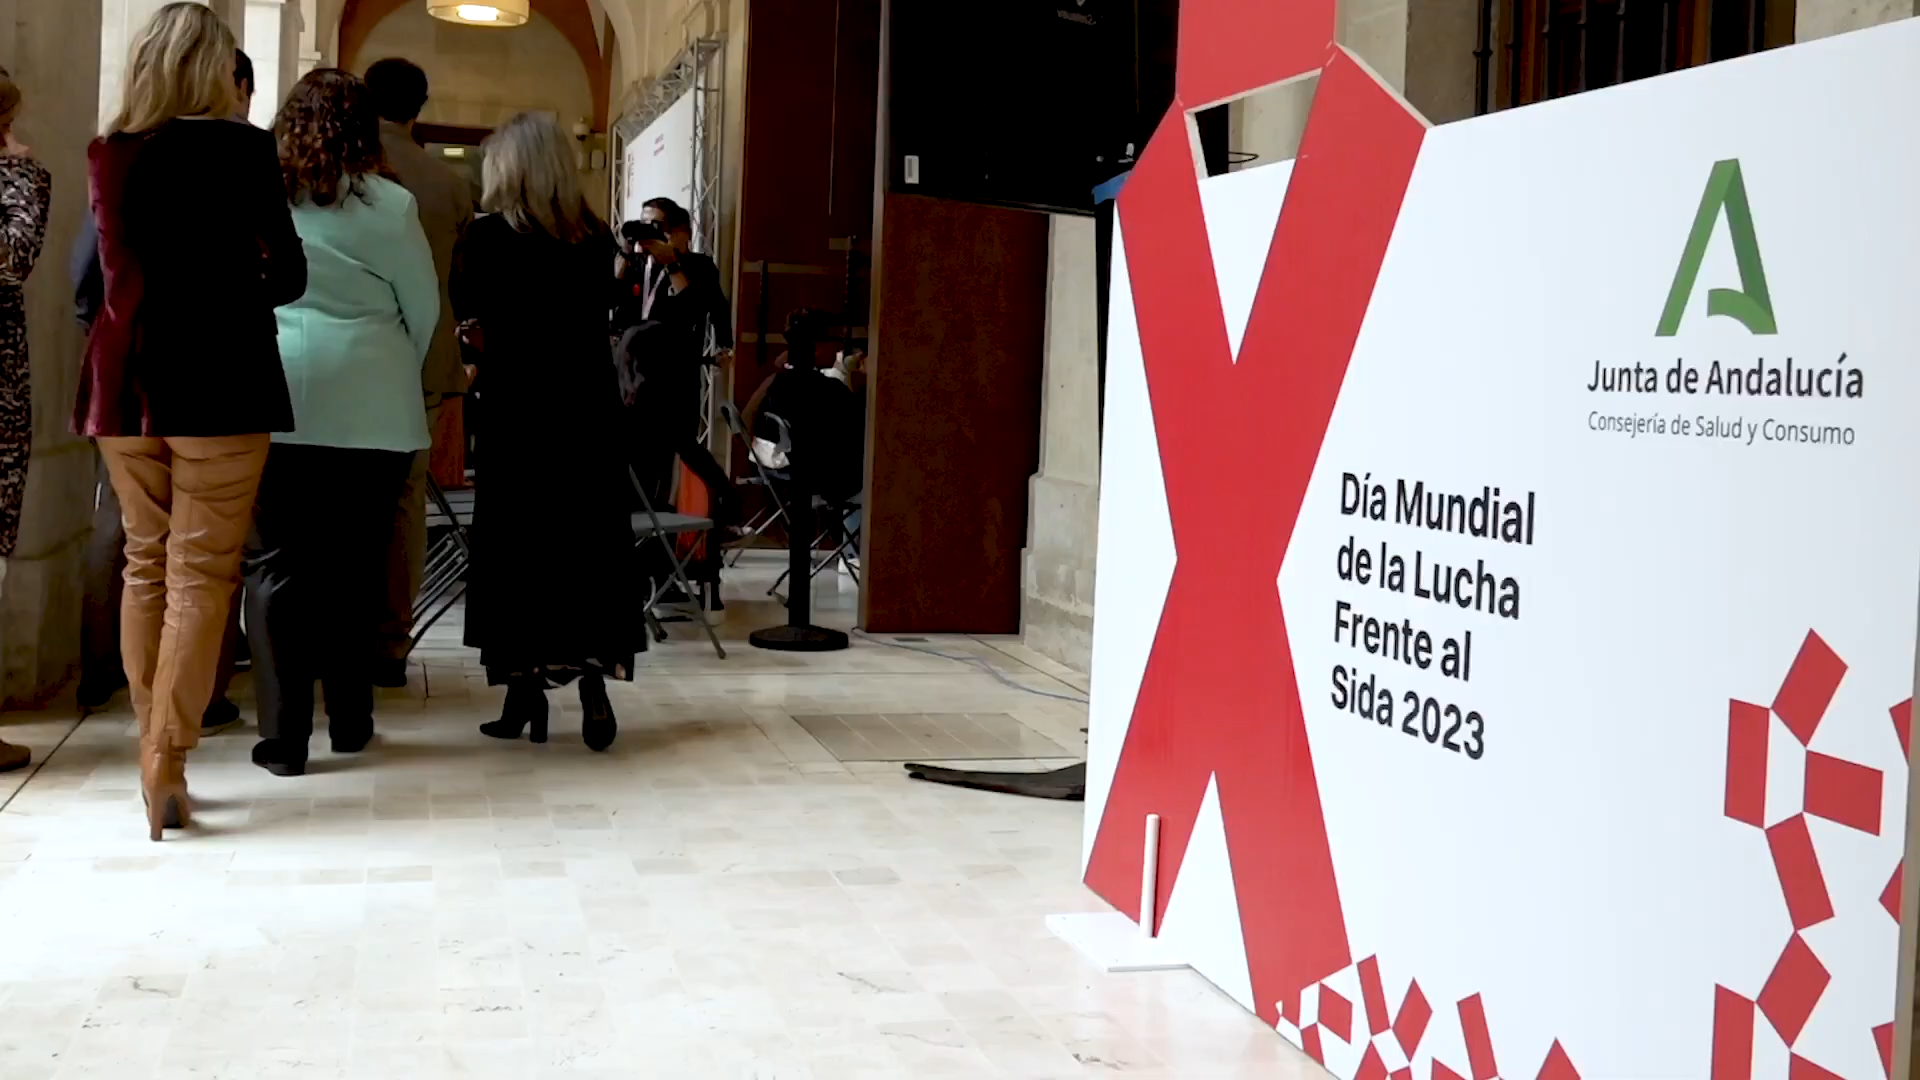 Junta de Andalucía
Consejería de Salud y Consumo
Día Mundial
de la Lucha
Frente al
Sida 2023